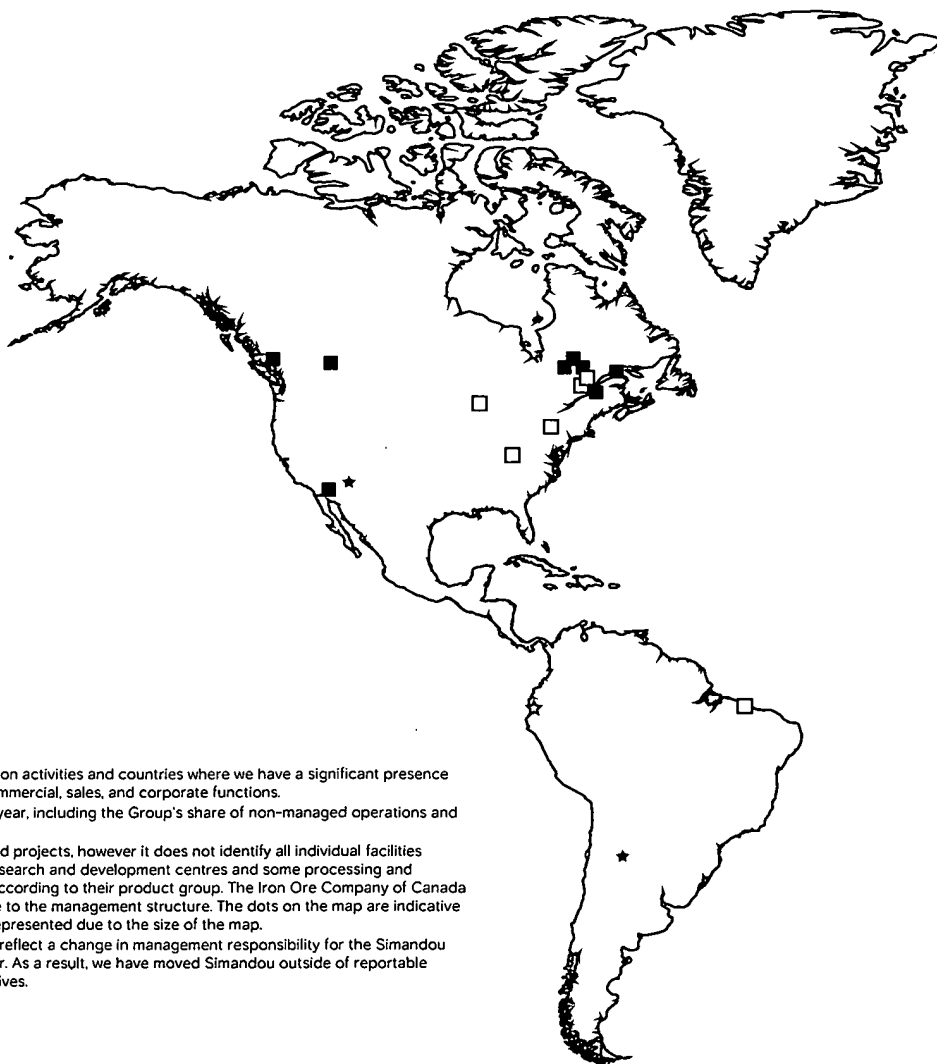 on activities and countries where we have a significant presence
mmercial, sales, and corporate functions.
year, including the Group's share of non-managed operations and
d projects, however it does not identify all individual facilities
search and development centres and some processing and
according to their product group. The Iron Ore Company of Canada
e to the management structure. The dots on the map are indicative
epresented due to the size of the map.
reflect a change in management responsibility for the Simandou
r. As a result, we have moved Simandou outside of reportable
ives.